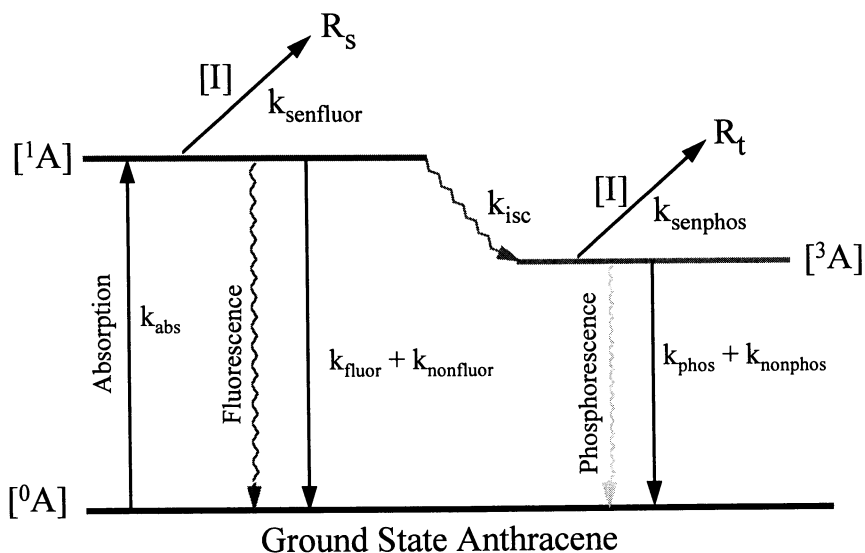 R_s
[I]
k_senfluor
[¹A]
R_t
[I]
k_isc
k_senphos
[³A]
Absorption
k_abs
Fluorescence
k_fluor + k_nonfluor
Phosphorescence
k_phos + k_nonphos
[⁰A]
Ground State Anthracene